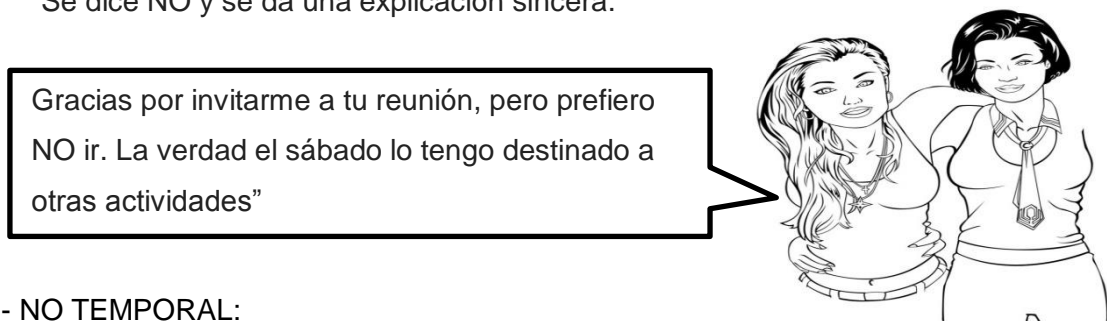 Se dice NO y se da una explicación sincera.
Gracias por invitarme a tu reunión, pero prefiero
NO ir. La verdad el sábado lo tengo destinado a
otras actividades”
- NO TEMPORAL: